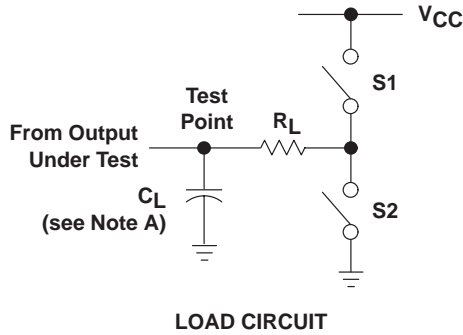 VCC
S1
Test
Point
RL
From Output
Under Test
CL
(see Note A)
S2
LOAD CIRCUIT